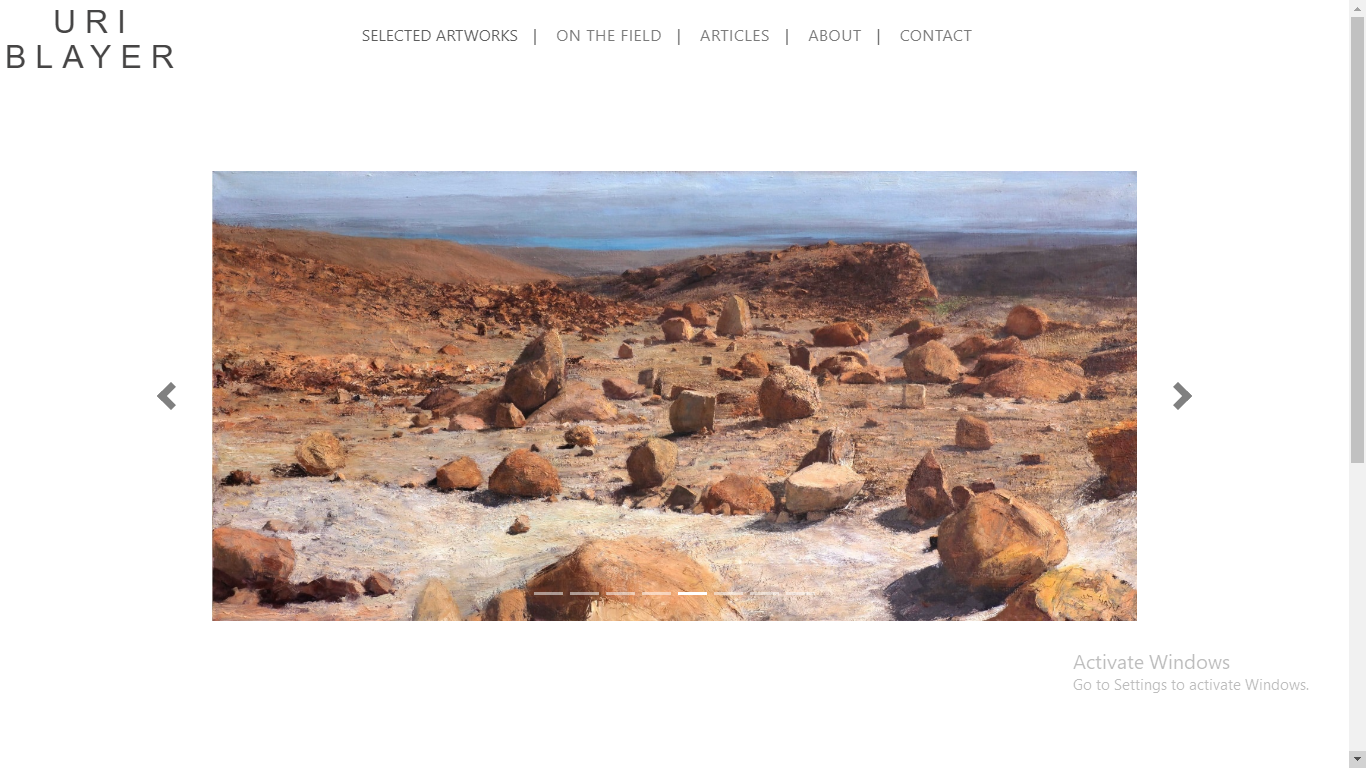 URI
BLAYER
SELECTED ARTWORKS | ON THE FIELD | ARTICLES | ABOUT | CONTACT
Activate Windows
Go to Settings to activate Windows.